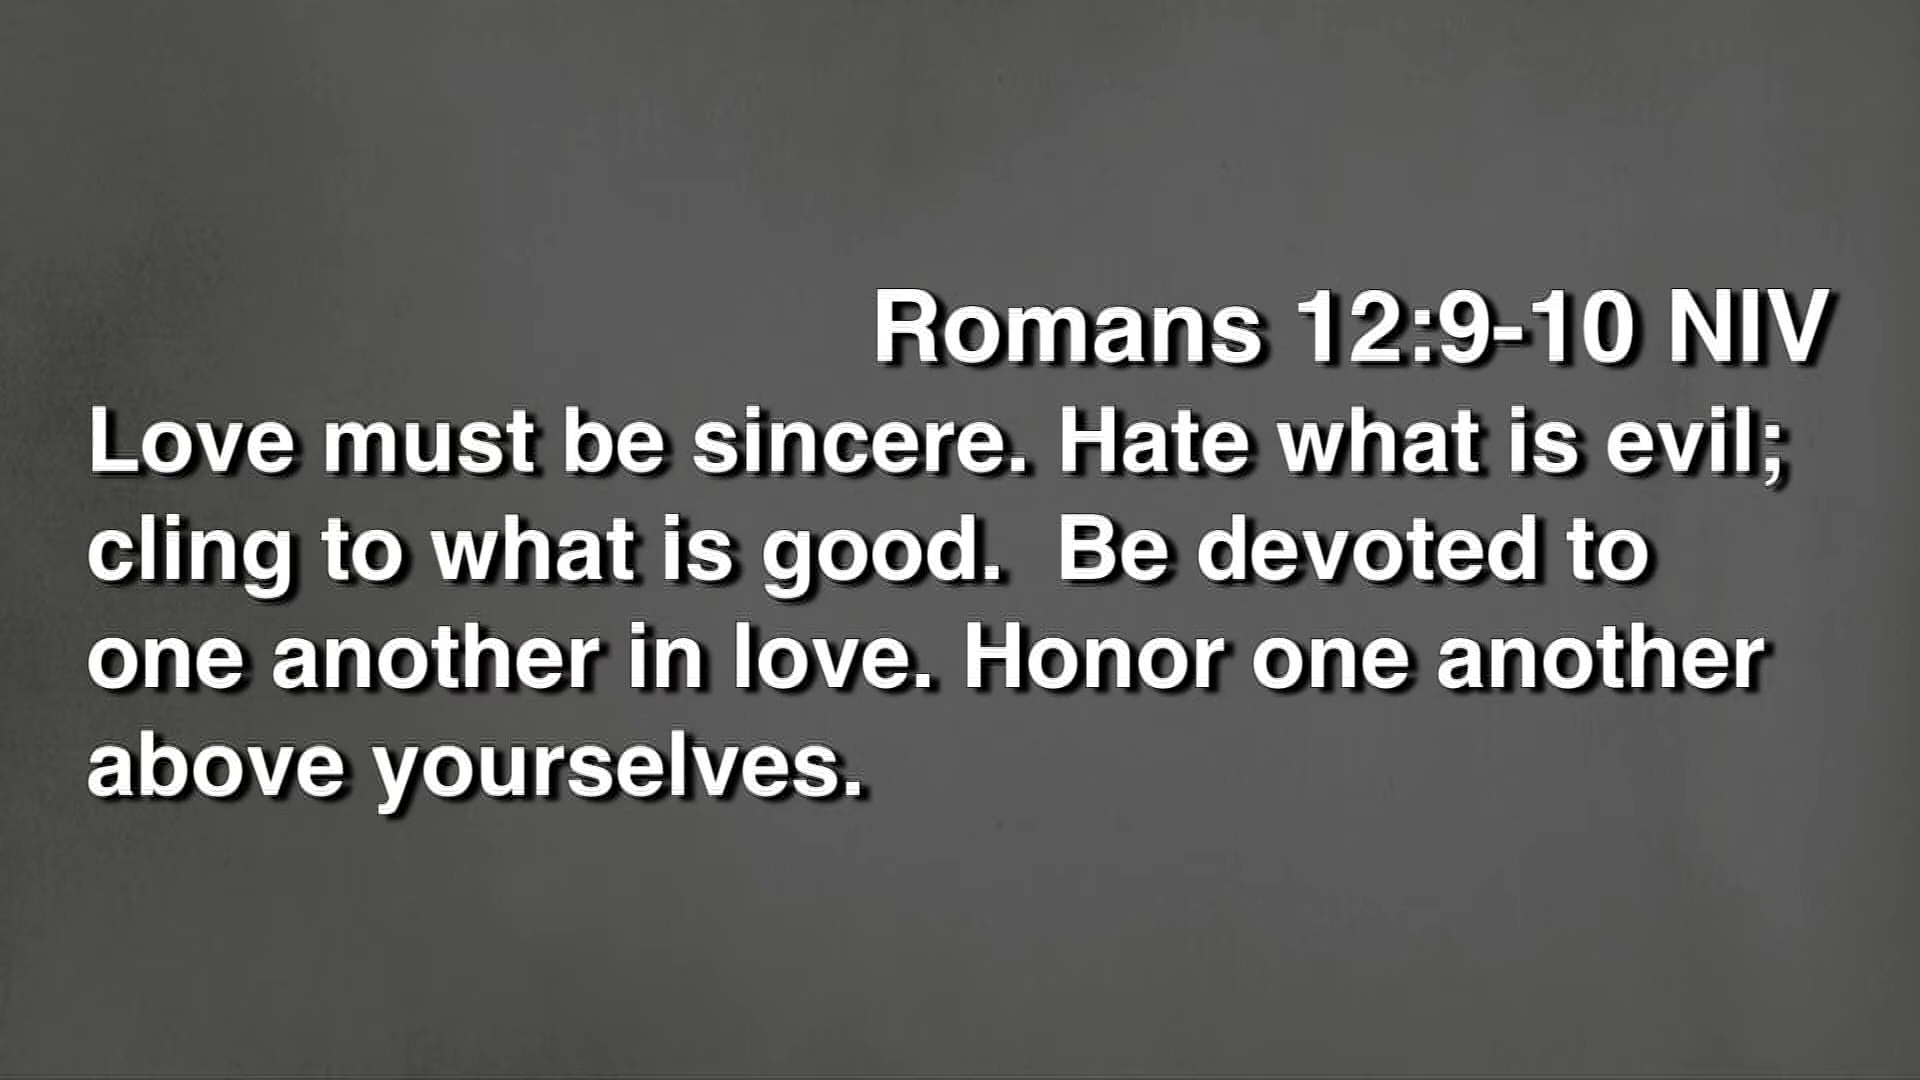 Romans 12:9-10 NIV
Love must be sincere. Hate what is evil;
cling to what is good.  Be devoted to
one another in love. Honor one another
above yourselves.